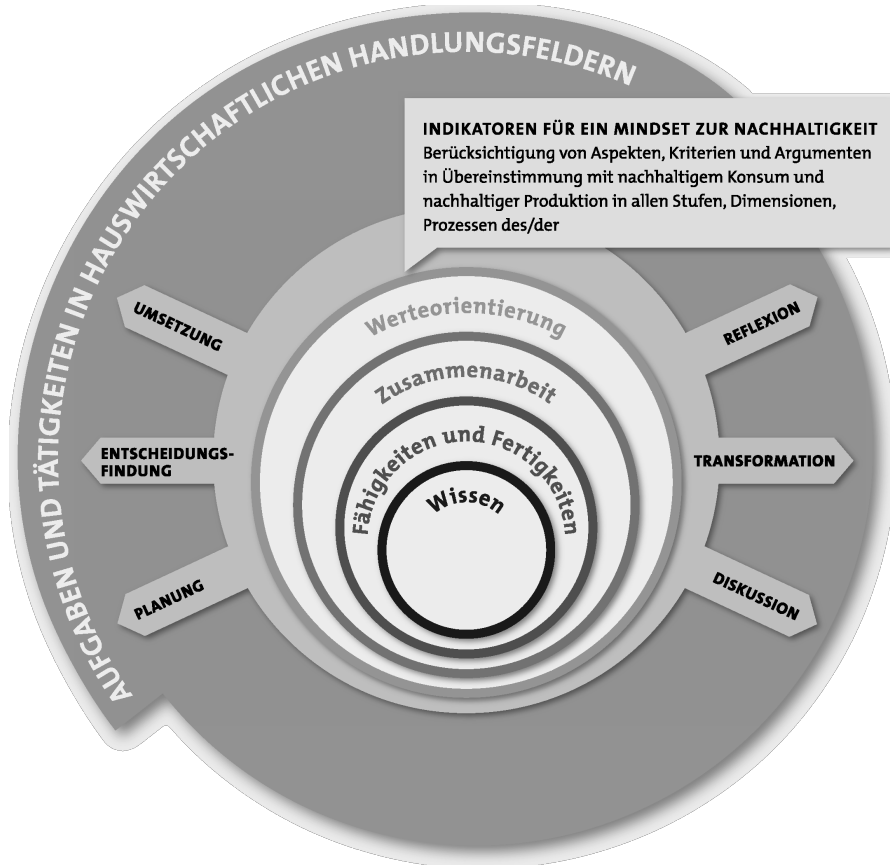 AUFGABEN UND TÄTIGKEITEN IN HAUSWIRTSCHAFTLICHEN HANDLUNGSFELDERN
INDIKATOREN FÜR EIN MINDSET ZUR NACHHALTIGKEIT
Berücksichtigung von Aspekten, Kriterien und Argumenten
in Übereinstimmung mit nachhaltigem Konsum und
nachhaltiger Produktion in allen Stufen, Dimensionen,
Prozessen des/der
UMSETZUNG
ENTSCHEIDUNGS-
FINDUNG
PLANUNG
Werteorientierung
Zusammenarbeit
Fähigkeiten und Fertigkeiten
Wissen
REFLEXION
TRANSFORMATION
DISKUSSION